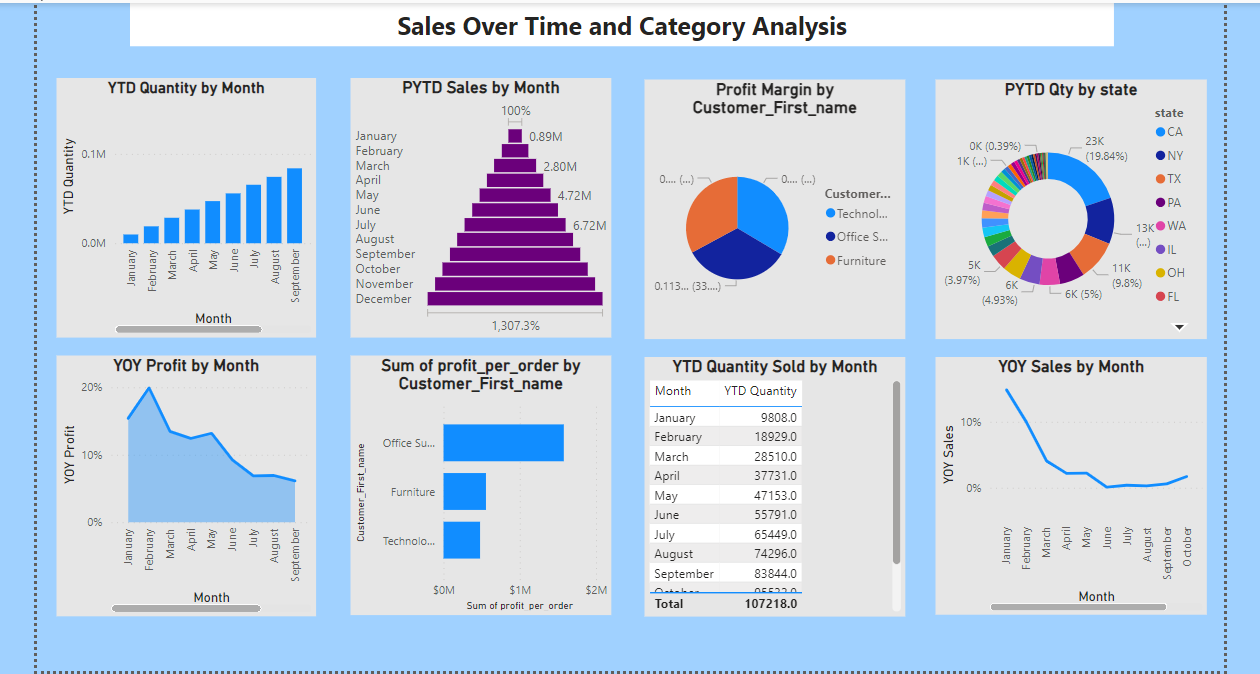 Sales Over Time and Category Analysis
YTD Quantity by Month
YTD Quantity
0.1M
0.0M
January
February
March
April
May
June
July
August
September
Month
PYTD Sales by Month
100%
January
0.89M
February
March
2.80M
April
May
4.72M
June
July
6.72M
August
September
October
November
December
1,307.3%
Profit Margin by
Customer_First_name
0.... (...)
0.... (...)
0.113... (33....)
Customer...
Technol...
Office S...
Furniture
PYTD Qty by state
0K (0.39%)
1K (...)
23K
(19.84%)
13K
(...)
11K
(9.8%)
6K (5%)
6K
(4.93%)
5K
(3.97%)
state
CA
NY
TX
PA
WA
IL
OH
FL
YOY Profit by Month
YOY Profit
20%
10%
0%
January
February
March
April
May
June
July
August
September
Month
Sum of profit_per_order by
Customer_First_name
Customer_First_name
Office Su...
Furniture
Technolo...
$0M
$1M
$2M
Sum of profit_per_order
YTD Quantity Sold by Month
Month YTD Quantity
January 9808.0
February 18929.0
March 28510.0
April 37731.0
May 47153.0
June 55791.0
July 65449.0
August 74296.0
September 83844.0
Total 107218.0
YOY Sales by Month
YOY Sales
10%
0%
January
February
March
April
May
June
July
August
September
October
Month